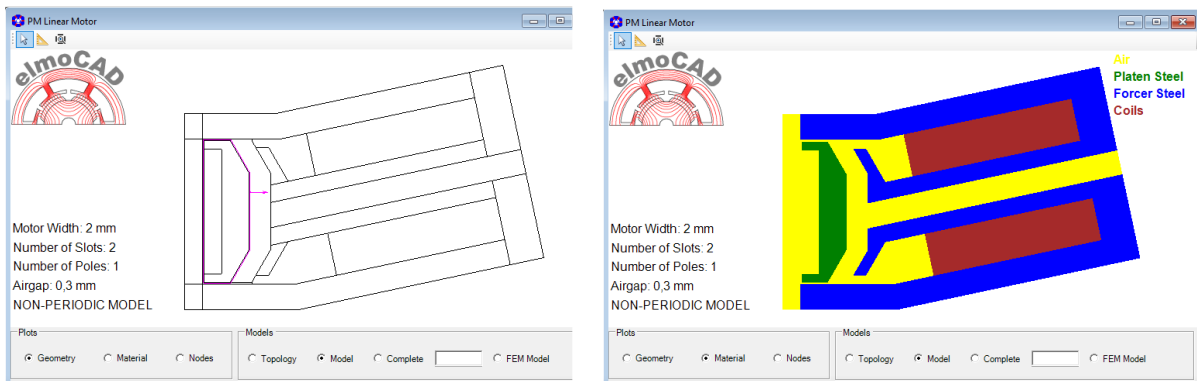 PM Linear Motor
elmoCAD
Motor Width: 2 mm
Number of Slots: 2
Number of Poles: 1
Airgap: 0,3 mm
NON-PERIODIC MODEL
Plots
Geometry Material Nodes
Models
Topology Model Complete FEM Model
PM Linear Motor
elmoCAD
Air
Platen Steel
Forcer Steel
Coils
Motor Width: 2 mm
Number of Slots: 2
Number of Poles: 1
Airgap: 0,3 mm
NON-PERIODIC MODEL
Plots
Geometry Material Nodes
Models
Topology Model Complete FEM Model